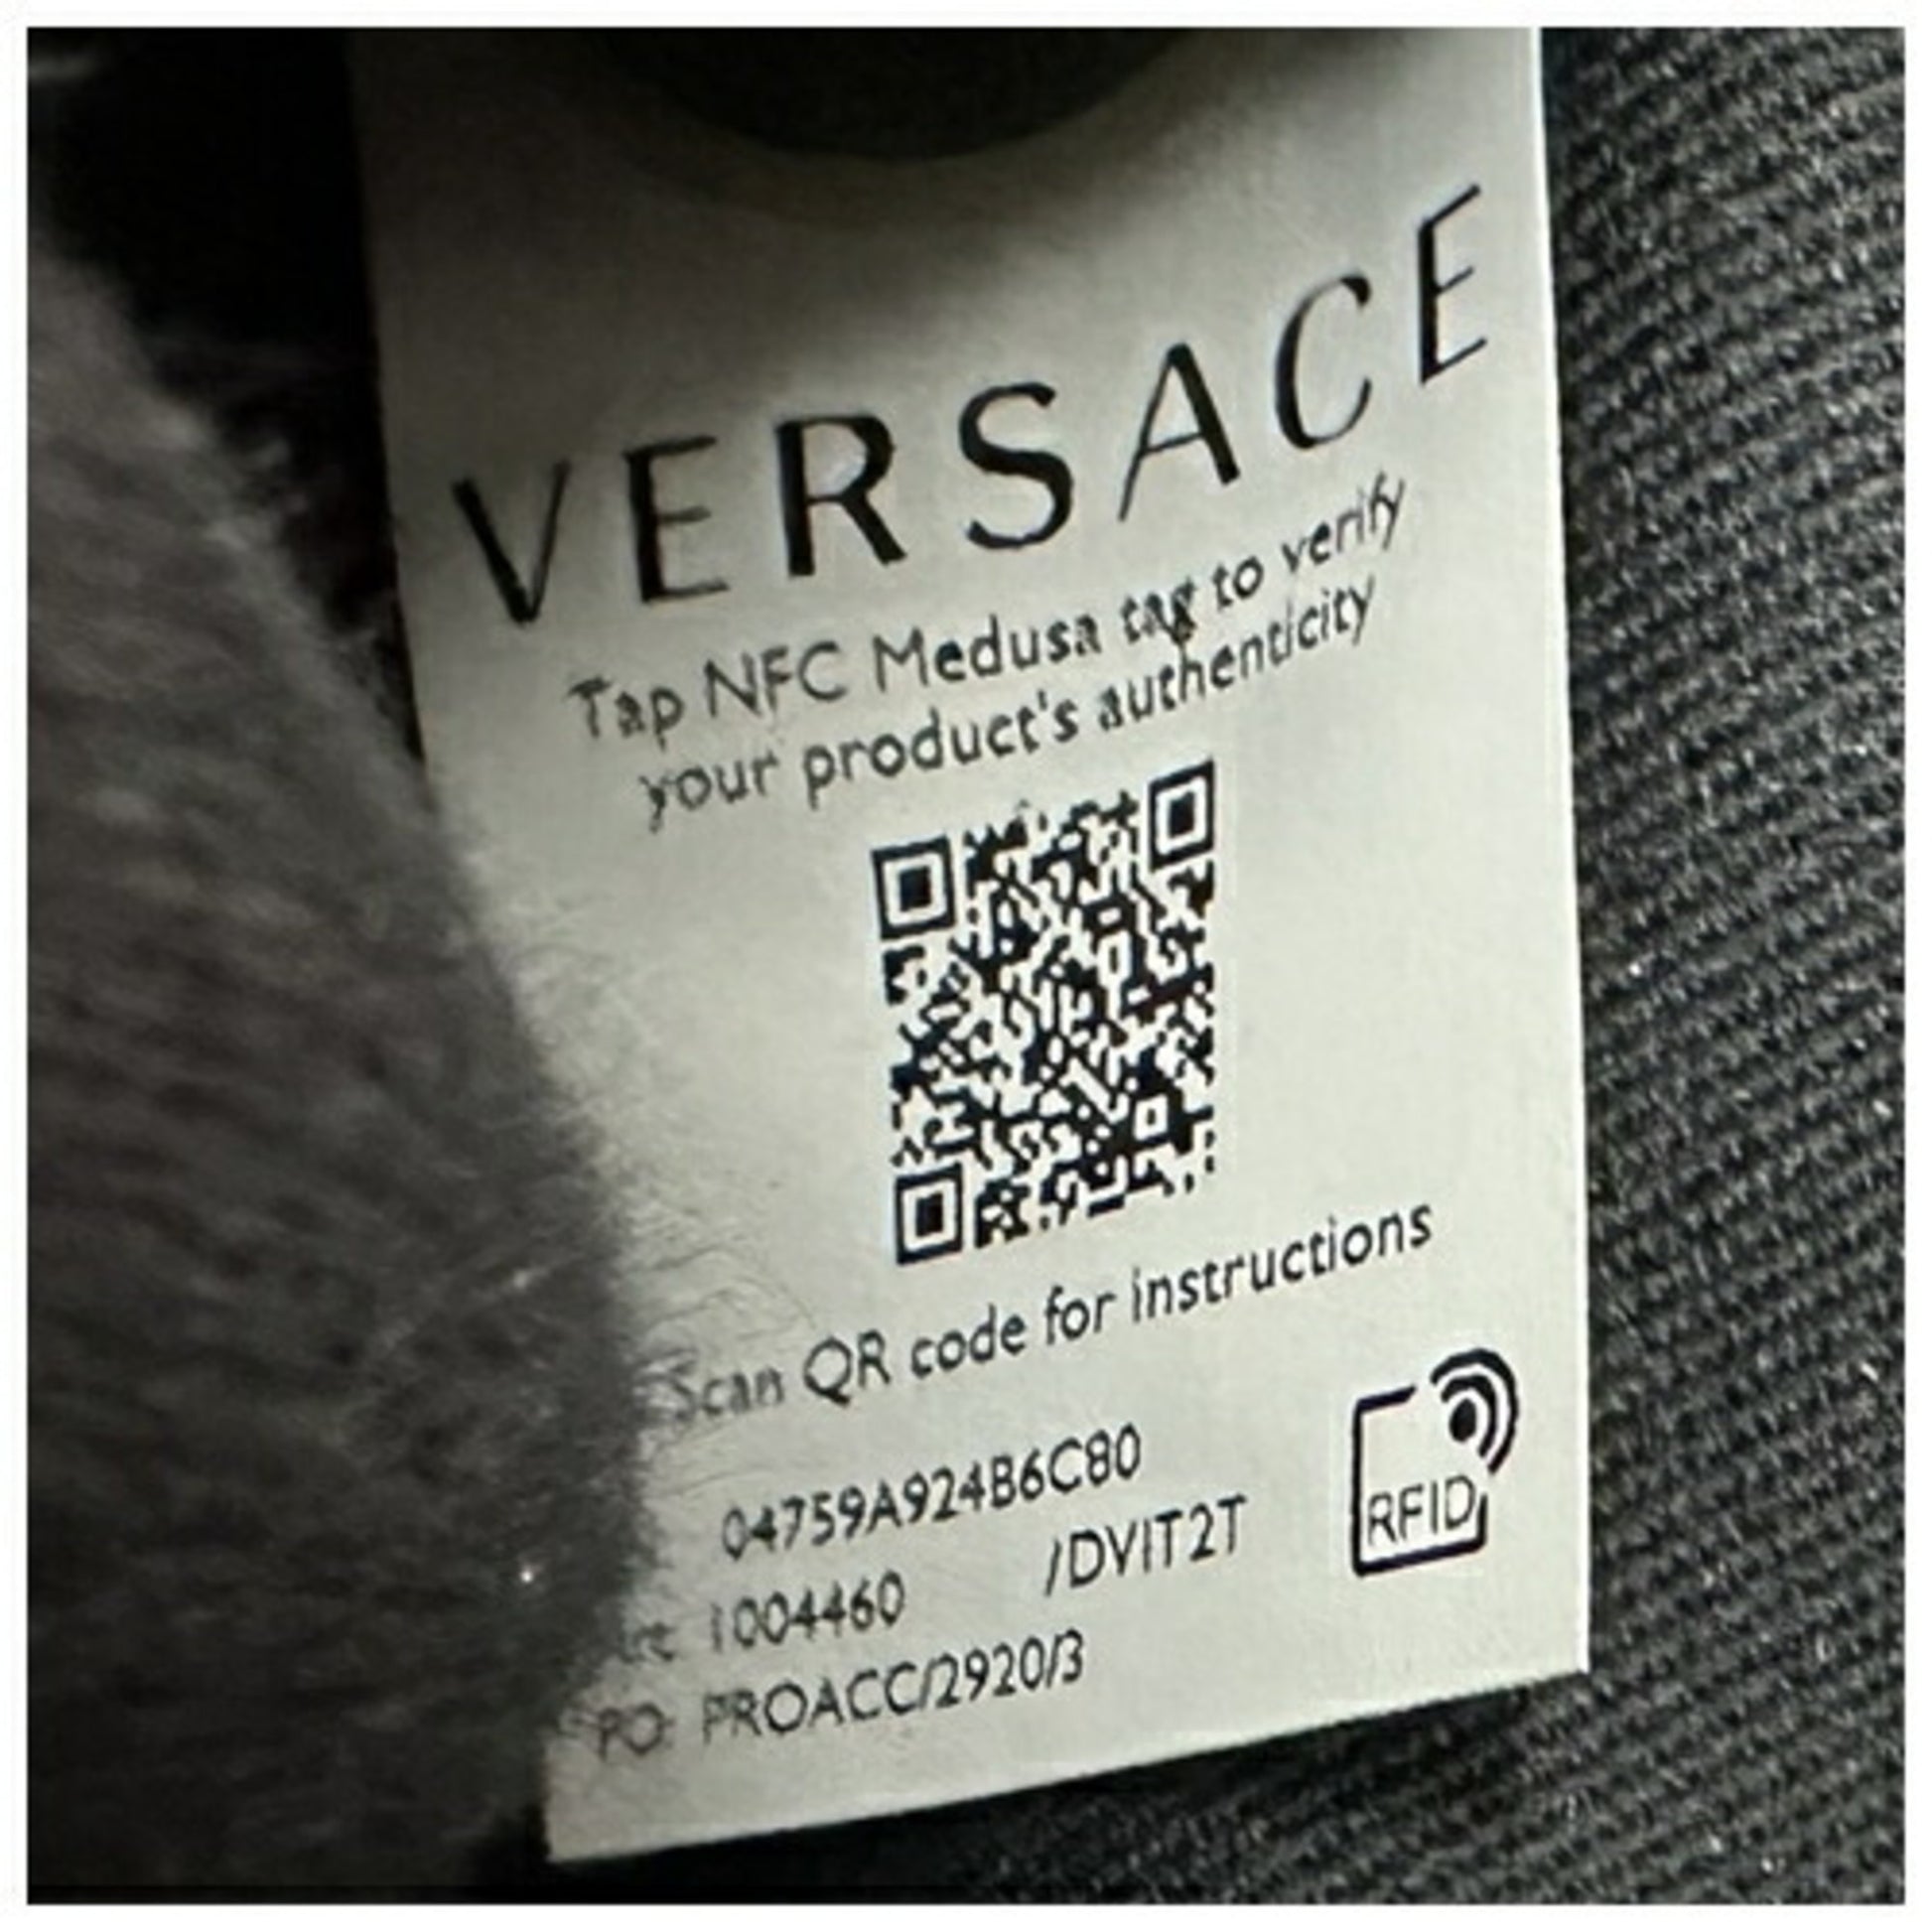 VERSACE
Tap NFC Medusa tag to verify
your product's authenticity
Scan QR code for instructions
04759A924B6C80
1004460 /DVIT2T
RFID
PO: PROACC/2920/3